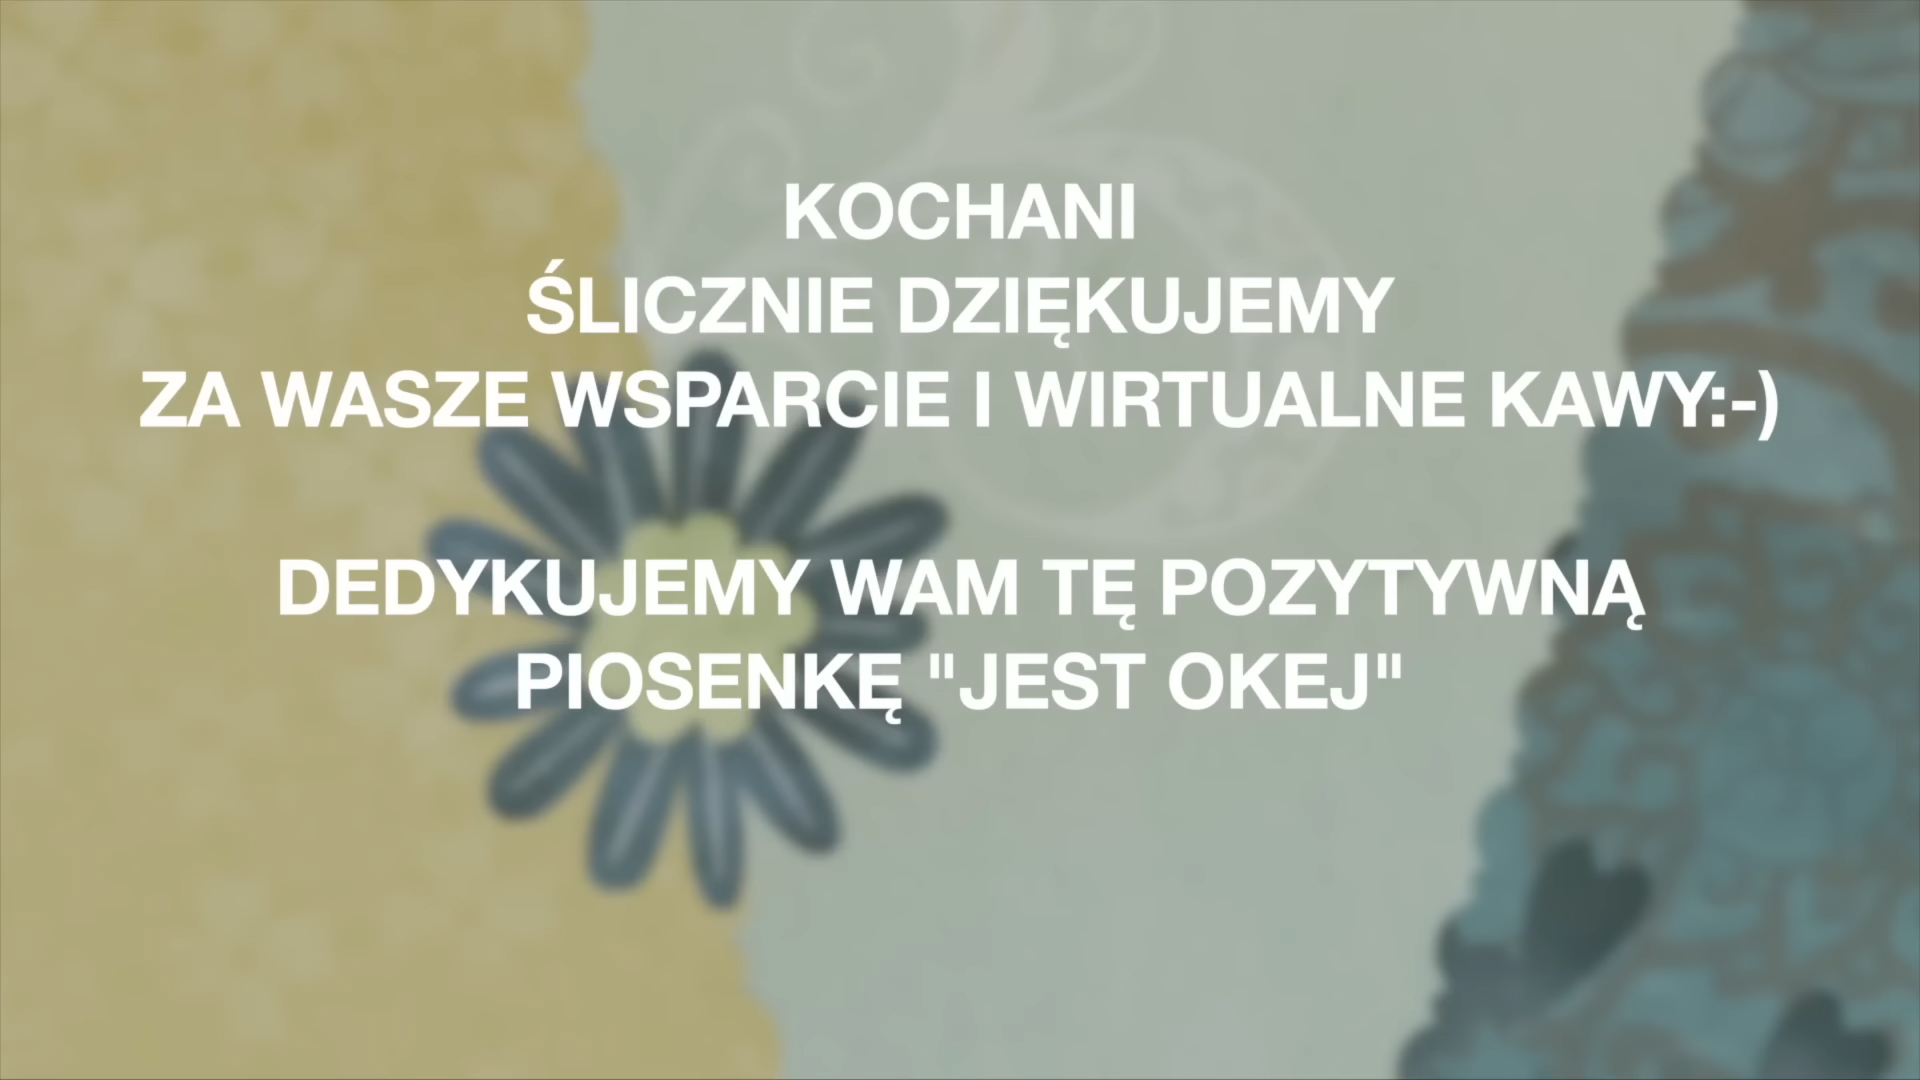 KOCHANI
ŚLICZNIE DZIĘKUJEMY
ZA WASZE WSPARCIE I WIRTUALNE KAWY:-)
DEDYKUJEMY WAM TĘ POZYTYWNĄ
PIOSENKĘ "JEST OKEJ"